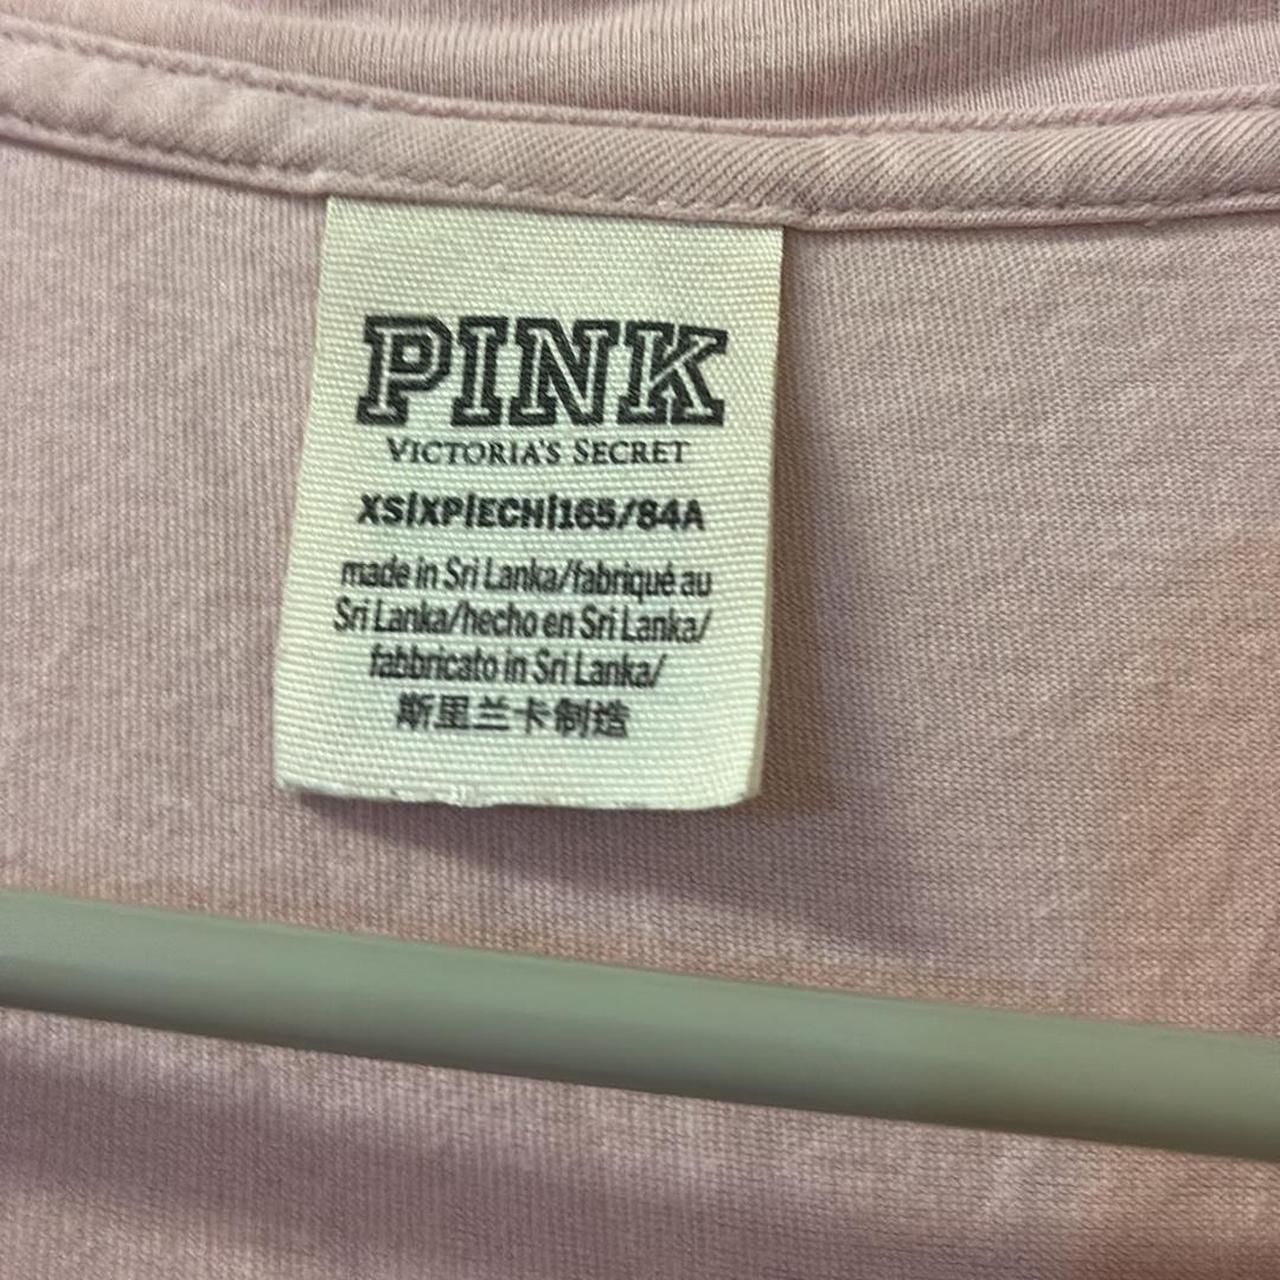 PINK
VICTORIA'S SECRET
XS|XP|ECH|165/84A
made in Sri Lanka/fabriqué au
Sri Lanka/hecho en Sri Lanka/
fabbricato in Sri Lanka/
斯里兰卡制造